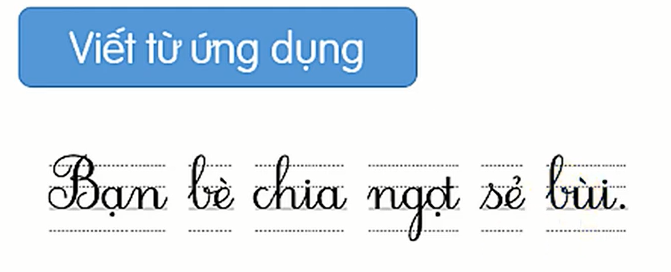 Viết từ ứng dụng
Bạn bè chia ngọt sẻ bùi.